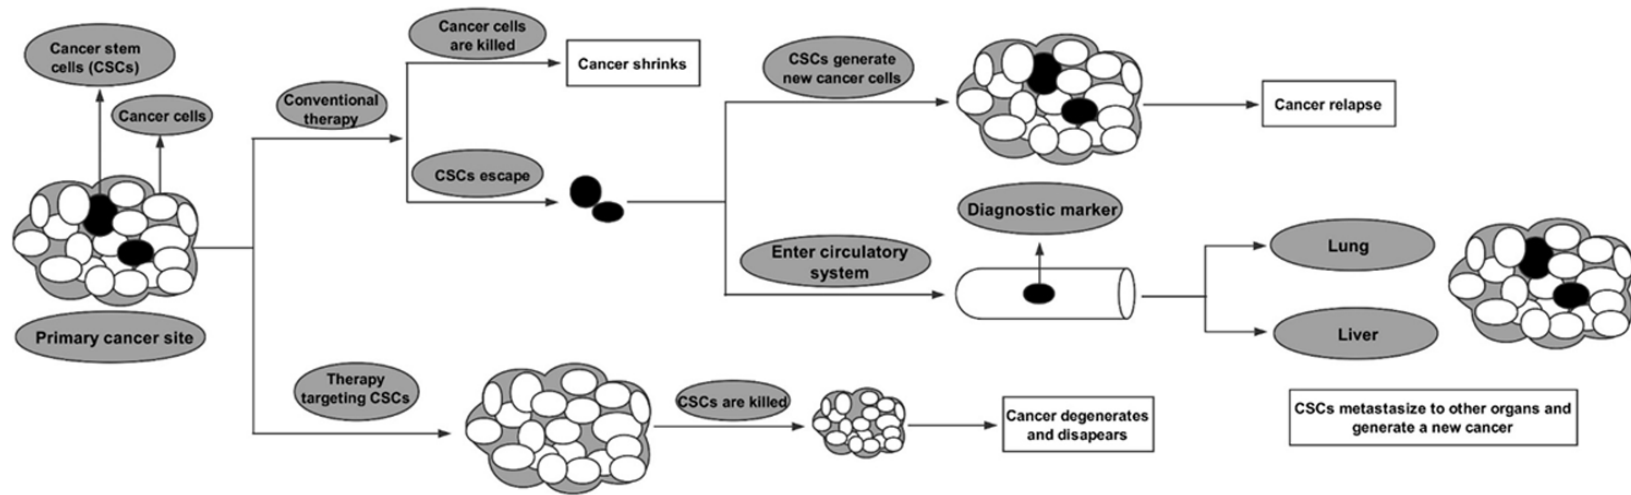 Cancer stem
cells (CSCs)
Cancer cells
Primary cancer site
Conventional
therapy
Cancer cells
are killed
Cancer shrinks
CSCs escape
CSCs generate
new cancer cells
Cancer relapse
Enter circulatory
system
Diagnostic marker
Lung
Liver
CSCs metastasize to other organs and
generate a new cancer
Therapy
targeting CSCs
CSCs are killed
Cancer degenerates
and disapears